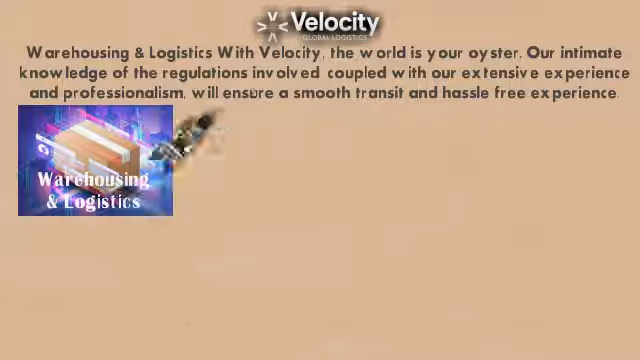 Velocity
GLOBAL LOGISTICS
Warehousing & Logistics With Velocity, the world is your oyster. Our intimate
knowledge of the regulations involved coupled with our extensive experience
and professionalism, will ensure a smooth transit and hassle free experience.
Warehousing
& Logistics